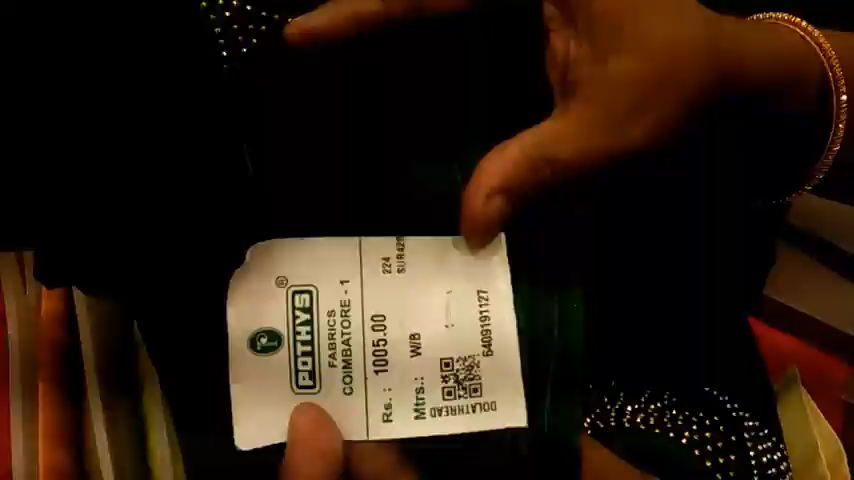 POTHYS
®
FABRICS
COIMBATORE - 1
224
Rs. : 1005.00
Mtrs.: W/B
DOLATHREAD
6409191127